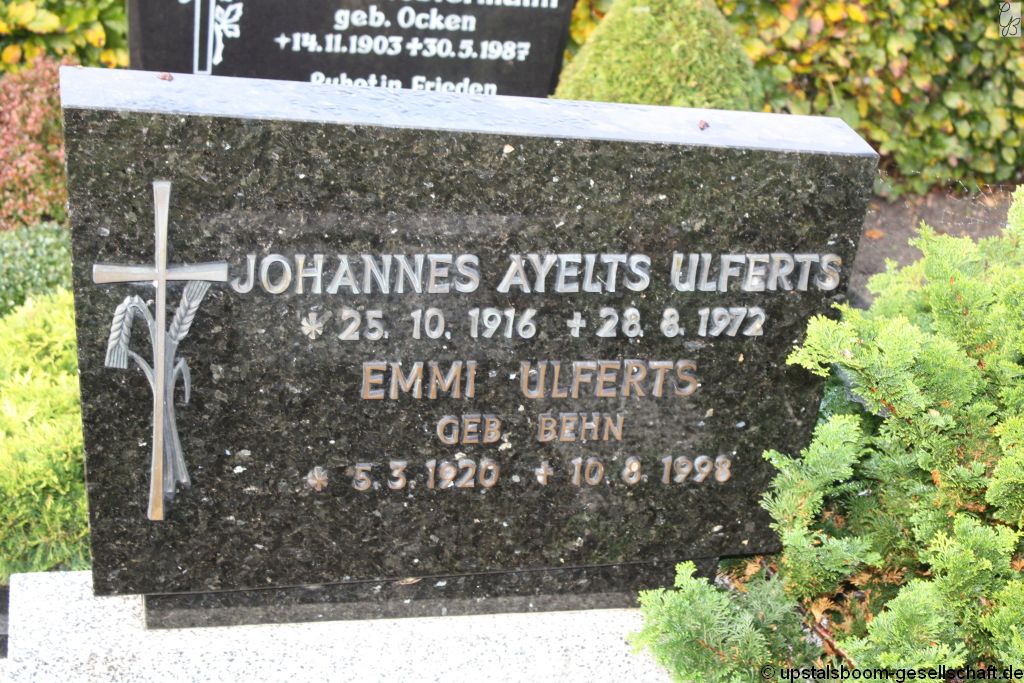 geb. Ocken
+14.11.1903 +30.5.1987
Ruhet in Frieden
JOHANNES AYELTS ULFERTS
* 25. 10. 1916 + 28. 8. 1972
EMMI ULFERTS
GEB. BEHN
* 5.3.1920 + 10.8.1998
© upstalsboom-gesellschaft.de